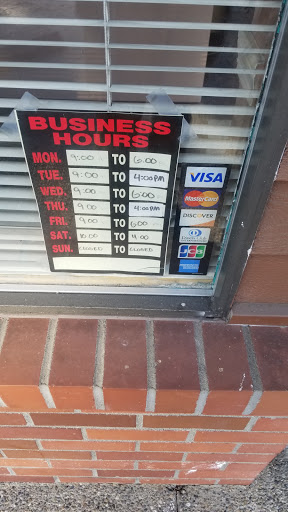 BUSINESS
HOURS
MON. 9:00 TO 6:00
TUE. 9:00 TO 4:00PM
WED. 9:00 TO 6:00
THU. 9:00 TO 4:00PM
FRI. 9:00 TO 6:00
SAT. 10:00 TO 4:00
SUN. CLOSED TO CLOSED
VISA
MasterCard
DISCOVER
JCB